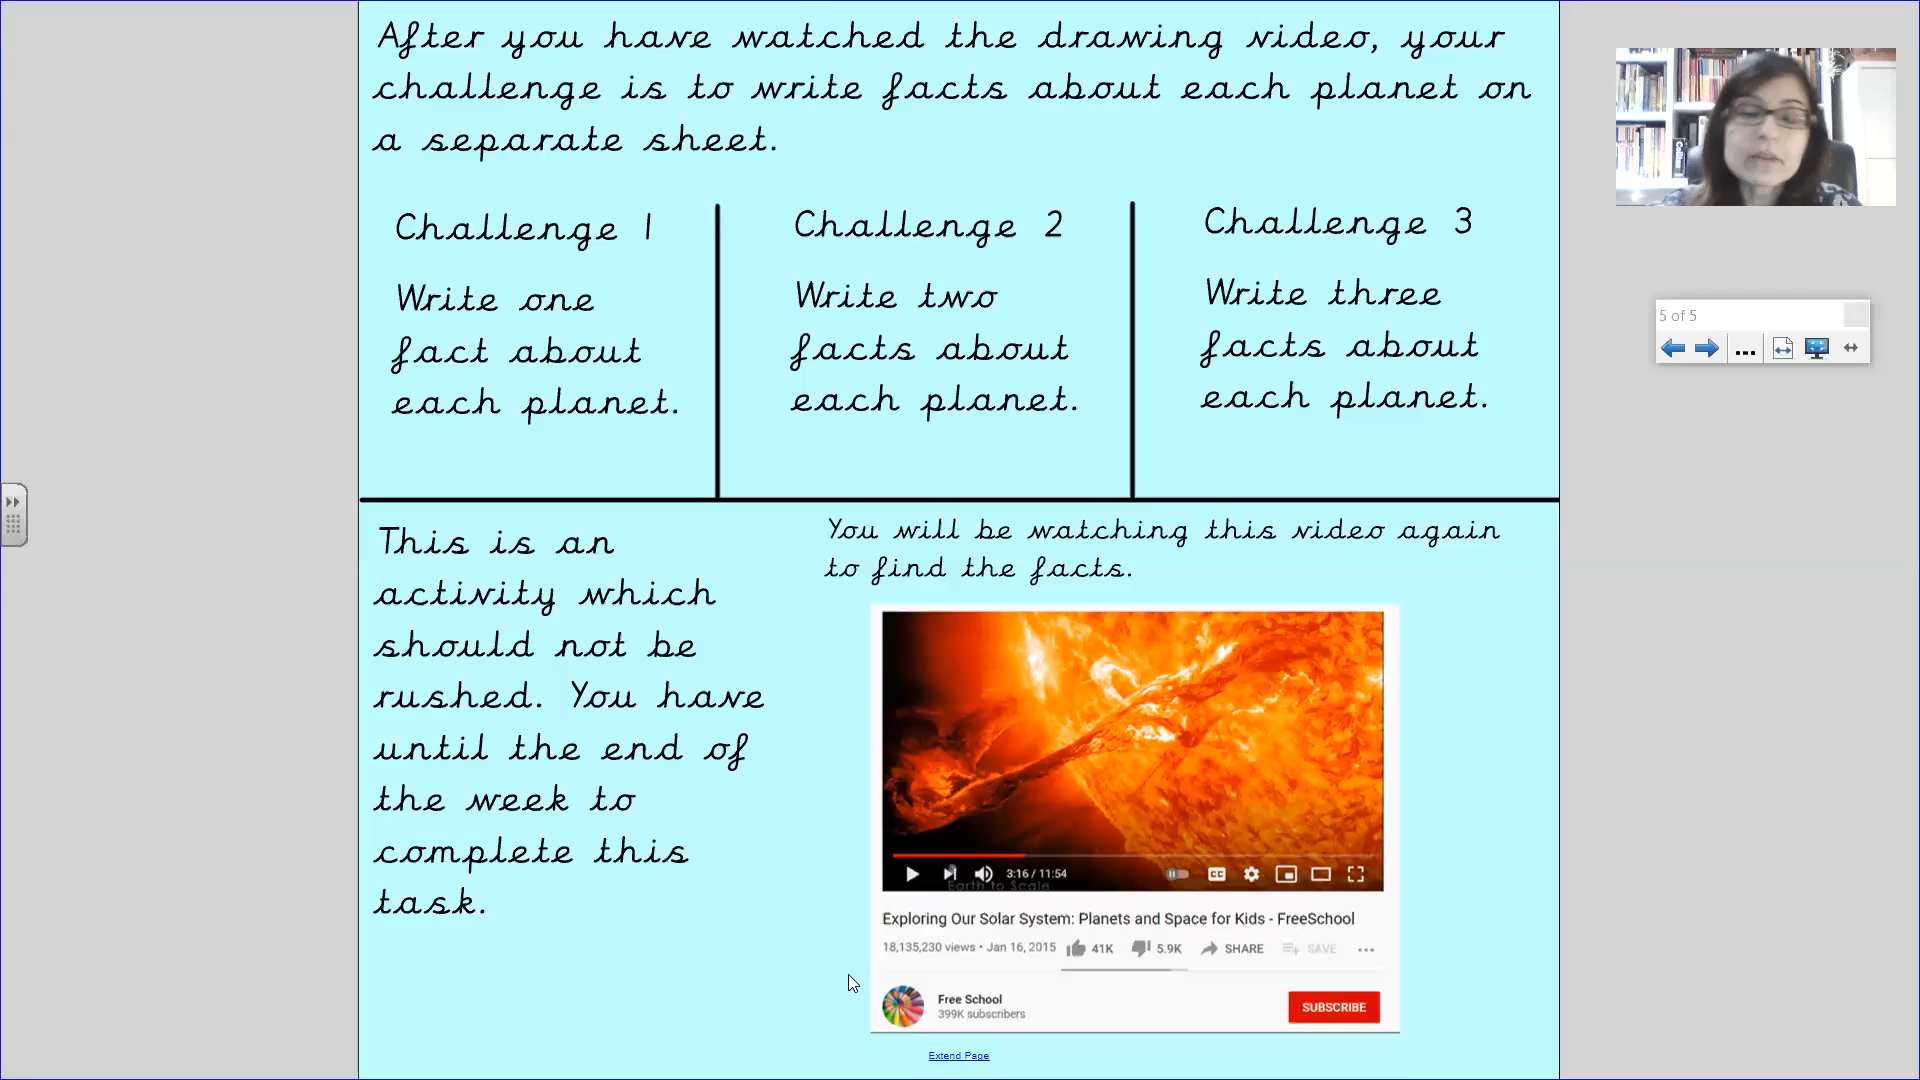 After you have watched the drawing video, your
challenge is to write facts about each planet on
a separate sheet.
Challenge 1
Write one
fact about
each planet.
Challenge 2
Write two
facts about
each planet.
Challenge 3
Write three
facts about
each planet.
This is an
activity which
should not be
rushed. You have
until the end of
the week to
complete this
task.
You will be watching this video again
to find the facts.
3:16 / 11:54
CC
Earth to Scale
Exploring Our Solar System: Planets and Space for Kids - FreeSchool
18,135,230 views • Jan 16, 2015
41K
5.9K
SHARE
SAVE
Free School
399K subscribers
SUBSCRIBE
Extend Page
5 of 5
Collins